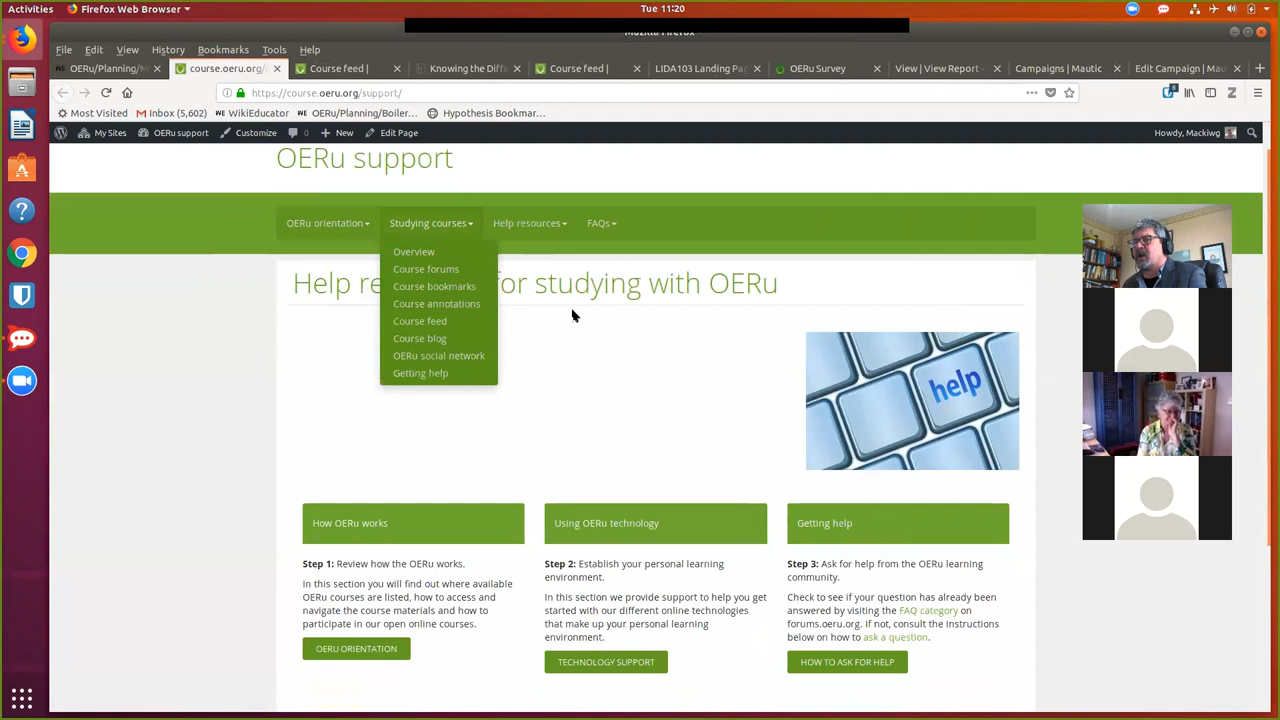 Activities Firefox Web Browser Tue 11:20
Mozilla Firefox
File Edit View History Bookmarks Tools Help
OER​u/Planning/M course.oeru.org/ Course feed | Knowing the Diffe Course feed | LIDA103 Landing Pag OERu Survey View | View Report - Campaigns | Mautic Edit Campaign | Mau
https://course.oeru.org/support/
Most Visited Inbox (5,602) WikiEducator OERu/Planning/Boiler... Hypothesis Bookmar...
My Sites OERu support Customize 0 New Edit Page Howdy, Mackiwg
OERu support
OERu orientation Studying courses Help resources FAQs
Overview
Course forums
Course bookmarks
Course annotations
Course feed
Course blog
OERu social network
Getting help
Help for studying with OERu
help
How OERu works
Step 1: Review how the OERu works.
In this section you will find out where available
OERu courses are listed, how to access and
navigate the course materials and how to
participate in our open online courses.
OERU ORIENTATION
Using OERu technology
Step 2: Establish your personal learning
environment.
In this section we provide support to help you get
started with our different online technologies
that make up your personal learning
environment.
TECHNOLOGY SUPPORT
Getting help
Step 3: Ask for help from the OERu learning
community.
Check to see if your question has already been
answered by visiting the FAQ category on
forums.oeru.org. If not, consult the instructions
below on how to ask a question.
HOW TO ASK FOR HELP